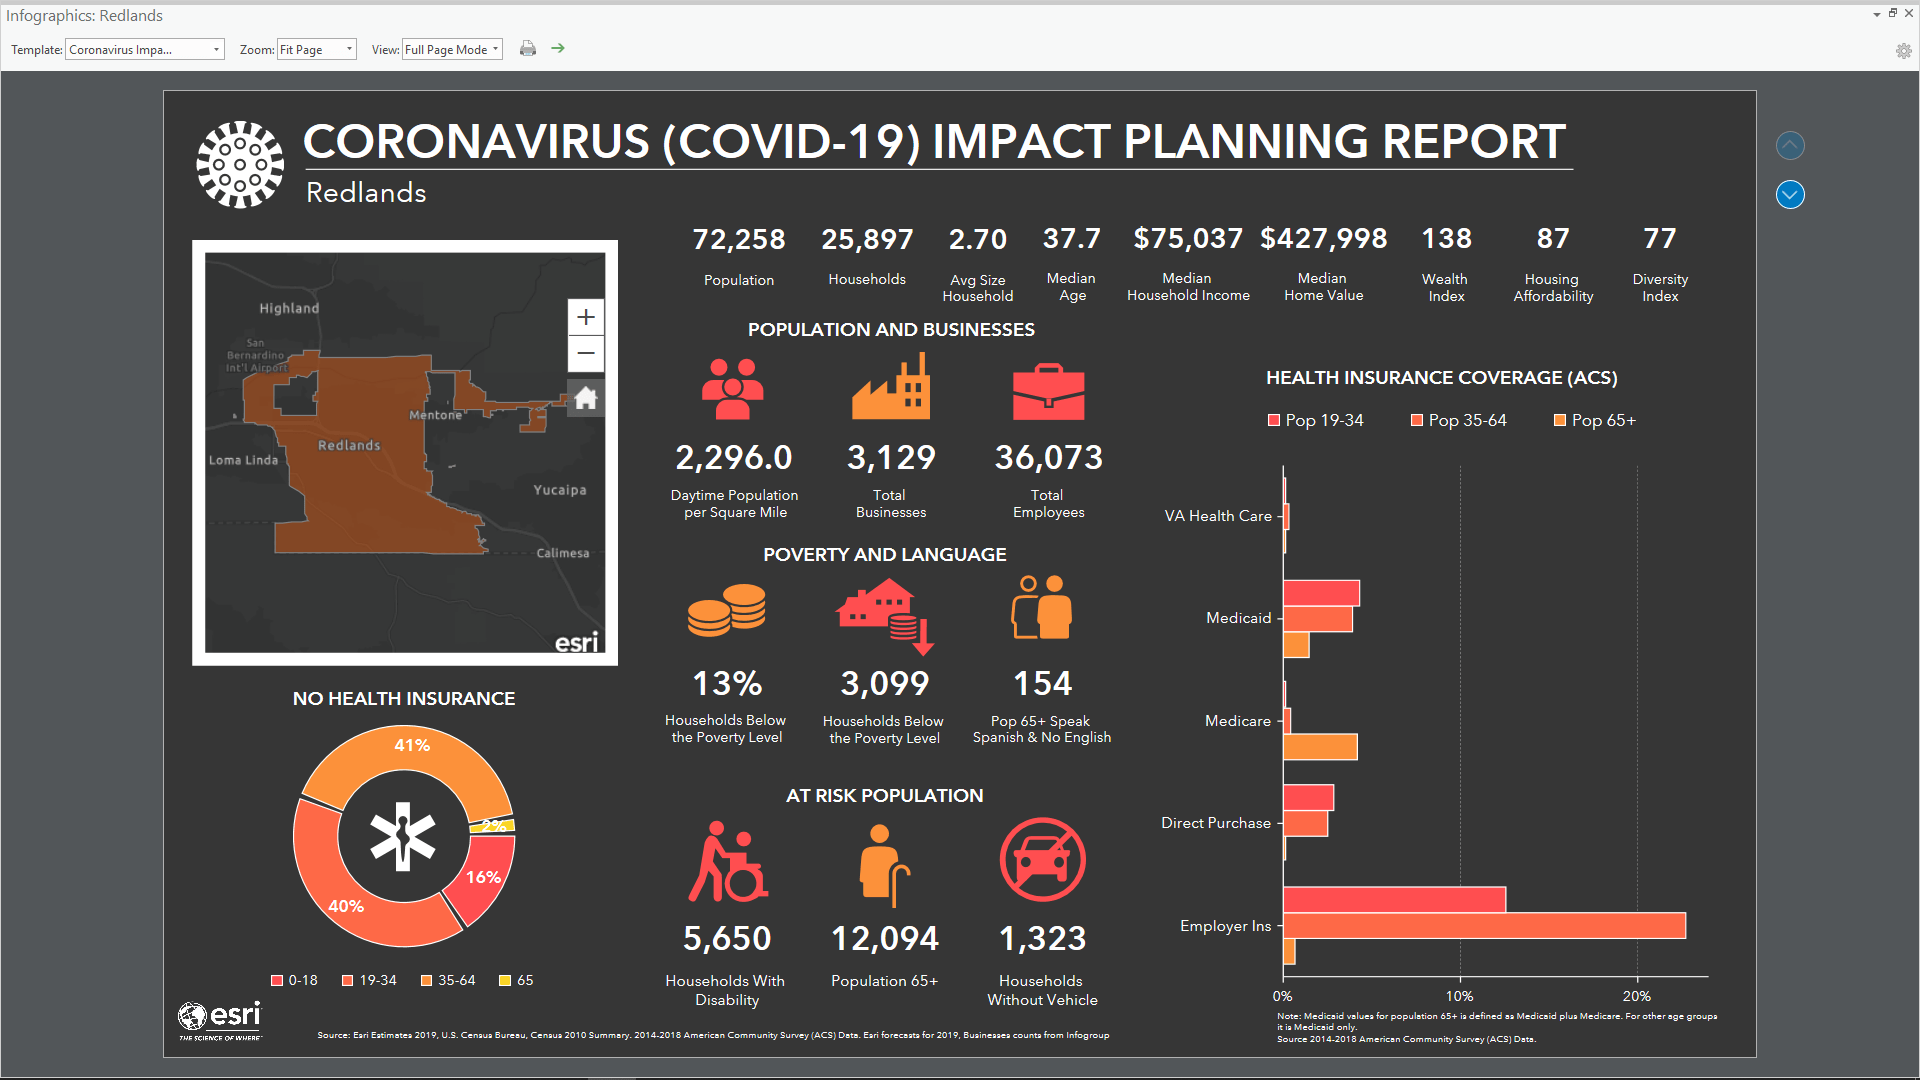 Infographics: Redlands
Template: Coronavirus Impa... Zoom: Fit Page View: Full Page Mode
CORONAVIRUS (COVID-19) IMPACT PLANNING REPORT
Redlands
72,258
Population
25,897
Households
2.70
Avg Size
Household
37.7
Median
Age
$75,037
Median
Household Income
$427,998
Median
Home Value
138
Wealth
Index
87
Housing
Affordability
77
Diversity
Index
Highland
San
Bernardino
Int'l Airport
Mentone
Redlands
Loma Linda
Yucaipa
Calimesa
esri
NO HEALTH INSURANCE
41%
2%
16%
40%
0-18 19-34 35-64 65
esri
THE SCIENCE OF WHERE™
POPULATION AND BUSINESSES
2,296.0
Daytime Population
per Square Mile
3,129
Total
Businesses
36,073
Total
Employees
POVERTY AND LANGUAGE
13%
Households Below
the Poverty Level
3,099
Households Below
the Poverty Level
154
Pop 65+ Speak
Spanish & No English
AT RISK POPULATION
5,650
Households With
Disability
12,094
Population 65+
1,323
Households
Without Vehicle
Source: Esri Estimates 2019, U.S. Census Bureau, Census 2010 Summary. 2014-2018 American Community Survey (ACS) Data. Esri forecasts for 2019, Businesses counts from Infogroup
HEALTH INSURANCE COVERAGE (ACS)
Pop 19-34 Pop 35-64 Pop 65+
VA Health Care
Medicaid
Medicare
Direct Purchase
Employer Ins
0% 10% 20%
Note: Medicaid values for population 65+ is defined as Medicaid plus Medicare. For other age groups
it is Medicaid only.
Source 2014-2018 American Community Survey (ACS) Data.